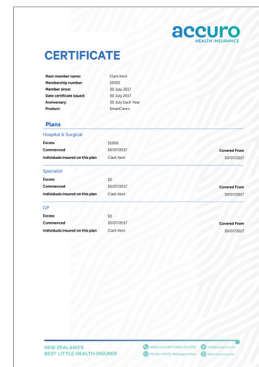 accuro
HEALTH INSURANCE
CERTIFICATE
Main member name: Clark Kent
Membership number: 55555
Member since: 30 July 2017
Date certificate issued: 30 July 2017
Anniversary: 30 July Each Year
Product: SmartCare+
Plans
Hospital & Surgical
Excess $1000
Commenced 30/07/2017 Covered From
Individuals insured on this plan Clark Kent 30/07/2017
Specialist
Excess $0
Commenced 30/07/2017 Covered From
Individuals insured on this plan Clark Kent 30/07/2017
GP
Excess $0
Commenced 30/07/2017 Covered From
Individuals insured on this plan Clark Kent 30/07/2017
NEW ZEALAND'S
BEST LITTLE HEALTH INSURER